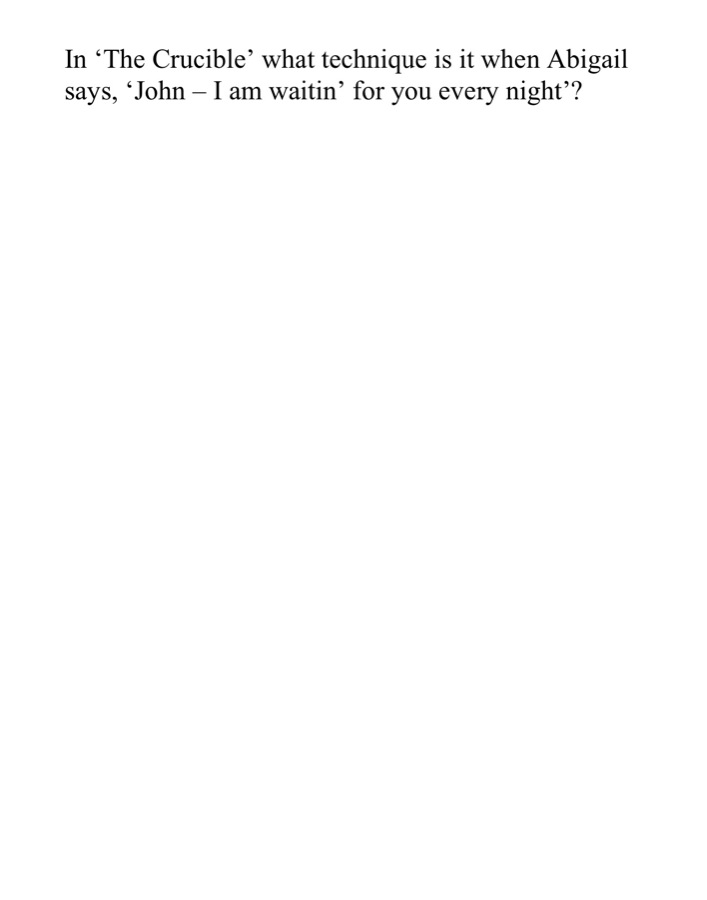 In ‘The Crucible’ what technique is it when Abigail
says, ‘John – I am waitin’ for you every night’?